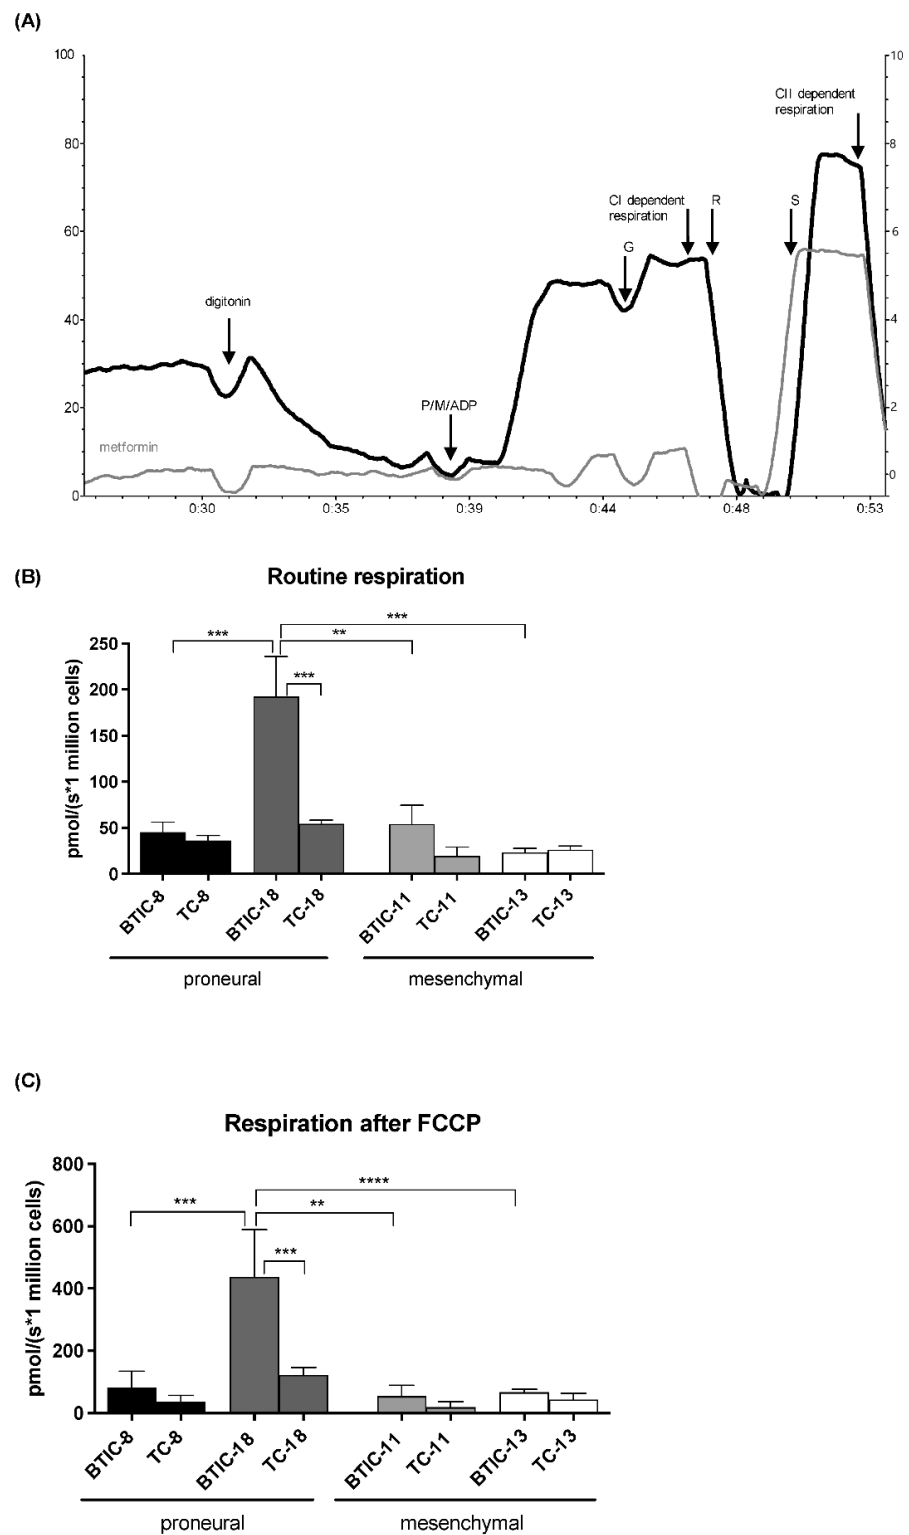 (A)
100
80
60
40
20
0
10
8
6
4
2
0
digitonin
P/M/ADP
G
CI dependent
respiration
R
S
CII dependent
respiration
metformin
0:30
0:35
0:39
0:44
0:48
0:53
(B)
Routine respiration
pmol/(s*1 million cells)
250
200
150
100
50
0
***
**
***
***
BTIC-8
TC-8
BTIC-18
TC-18
BTIC-11
TC-11
BTIC-13
TC-13
proneural
mesenchymal
(C)
Respiration after FCCP
pmol/(s*1 million cells)
800
600
400
200
0
***
**
****
***
BTIC-8
TC-8
BTIC-18
TC-18
BTIC-11
TC-11
BTIC-13
TC-13
proneural
mesenchymal